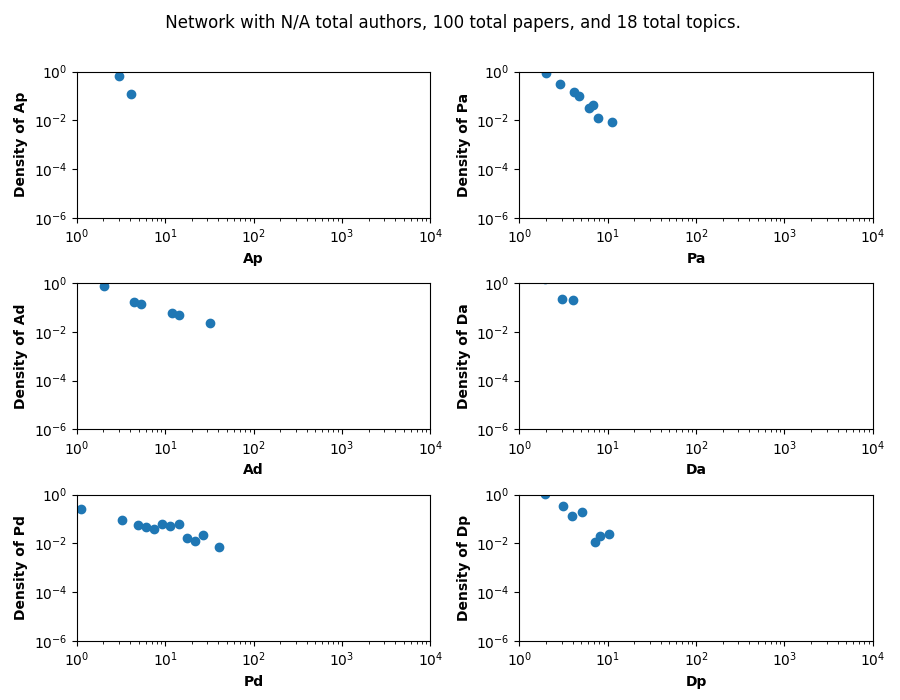 Network with N/A total authors, 100 total papers, and 18 total topics.
Density of Ap
10^0
10^-2
10^-4
10^-6
10^0 10^1 10^2 10^3 10^4
Ap
Density of Pa
10^0
10^-2
10^-4
10^-6
10^0 10^1 10^2 10^3 10^4
Pa
Density of Ad
10^0
10^-2
10^-4
10^-6
10^0 10^1 10^2 10^3 10^4
Ad
Density of Da
10^0
10^-2
10^-4
10^-6
10^0 10^1 10^2 10^3 10^4
Da
Density of Pd
10^0
10^-2
10^-4
10^-6
10^0 10^1 10^2 10^3 10^4
Pd
Density of Dp
10^0
10^-2
10^-4
10^-6
10^0 10^1 10^2 10^3 10^4
Dp